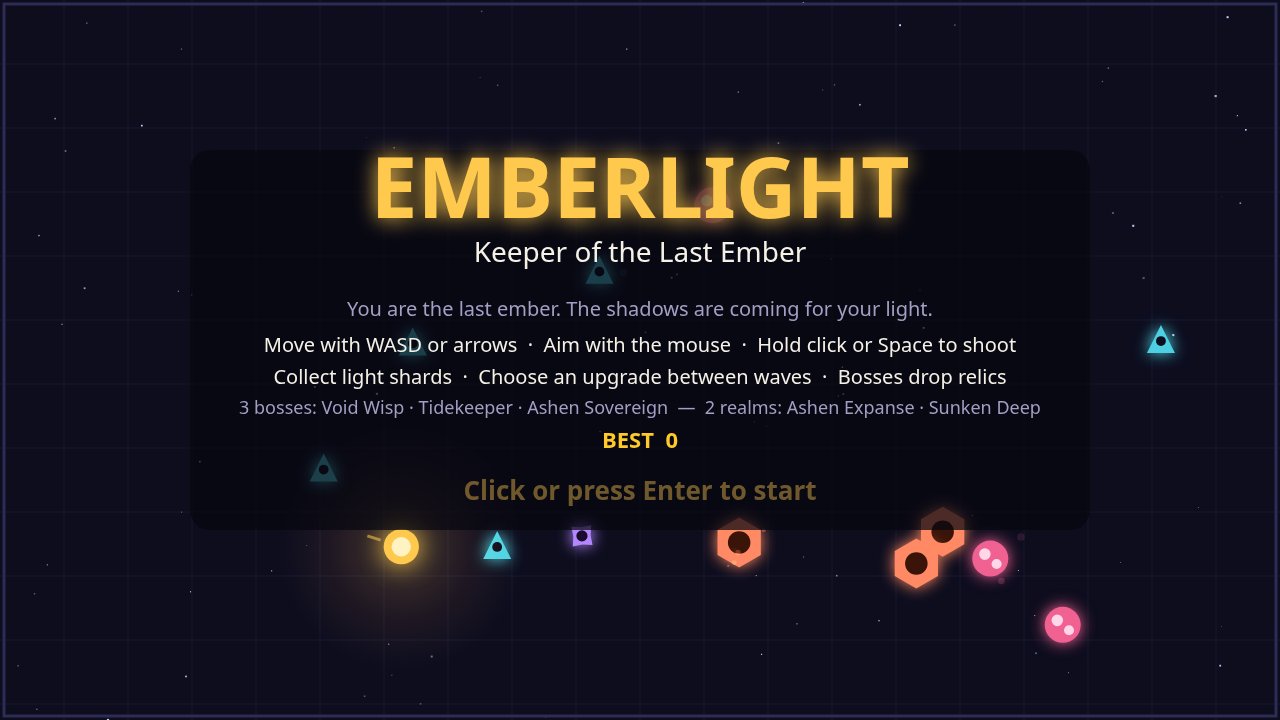 EMBERLIGHT
Keeper of the Last Ember
You are the last ember. The shadows are coming for your light.
Move with WASD or arrows · Aim with the mouse · Hold click or Space to shoot
Collect light shards · Choose an upgrade between waves · Bosses drop relics
3 bosses: Void Wisp · Tidekeeper · Ashen Sovereign — 2 realms: Ashen Expanse · Sunken Deep
BEST 0
Click or press Enter to start